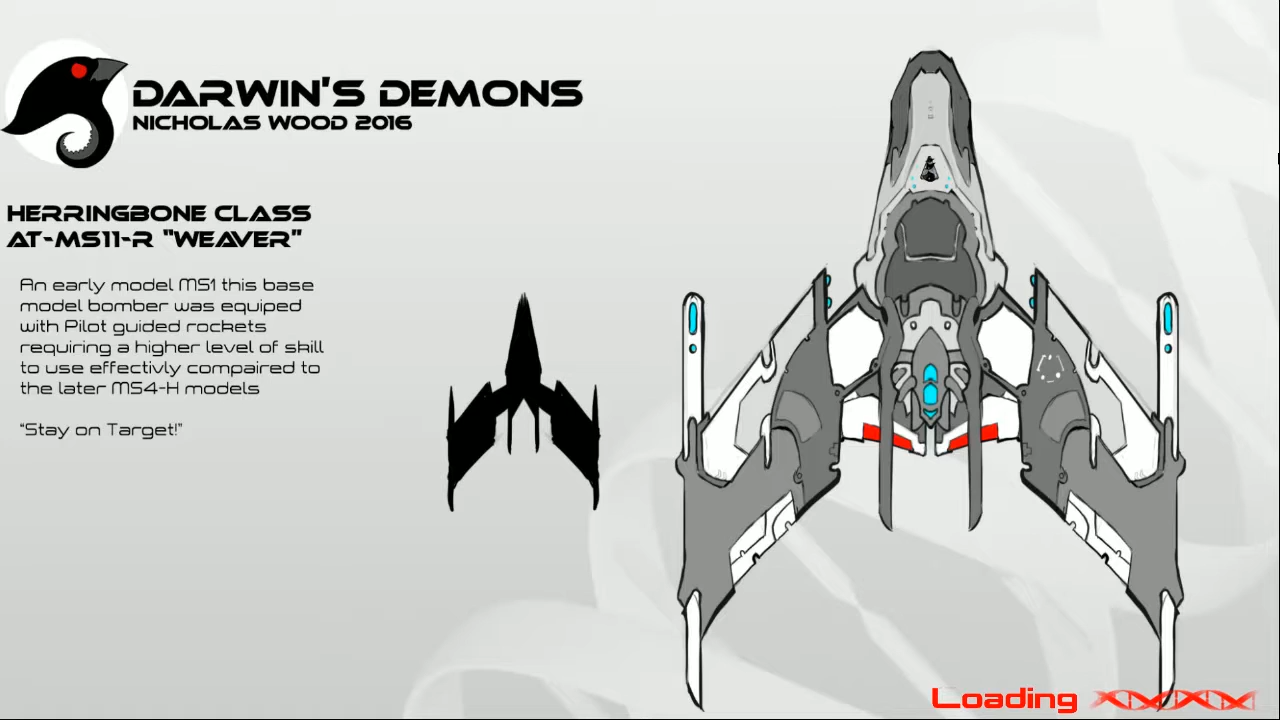 DARWIN'S DEMONS
NICHOLAS WOOD 2016
HERRINGBONE CLASS
AT-MS11-R "WEAVER"
An early model MS1 this base
model bomber was equiped
with Pilot guided rockets
requiring a higher level of skill
to use effectivly compaired to
the later MS4-H models
"Stay on Target!"
Loading